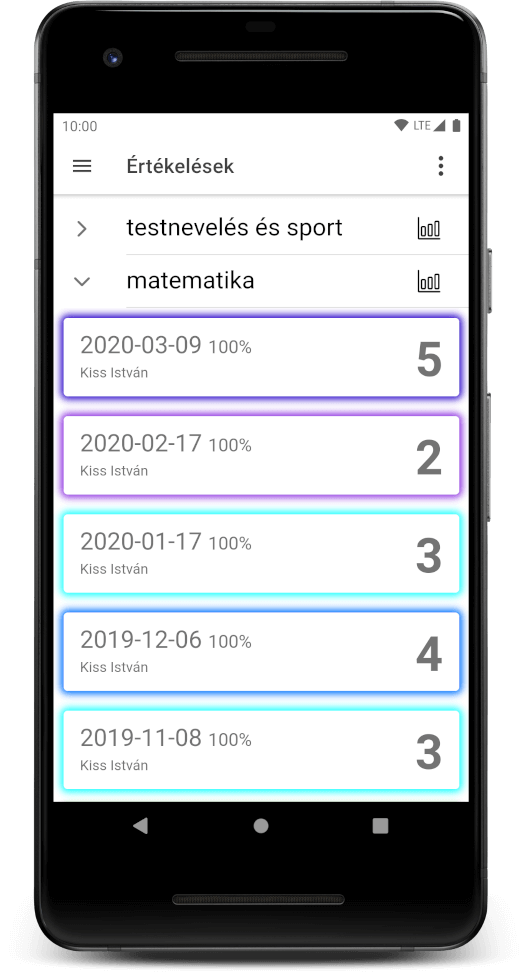 10:00 LTE
Értékelések
testnevelés és sport
matematika
2020-03-09 100%
Kiss István
5
2020-02-17 100%
Kiss István
2
2020-01-17 100%
Kiss István
3
2019-12-06 100%
Kiss István
4
2019-11-08 100%
Kiss István
3